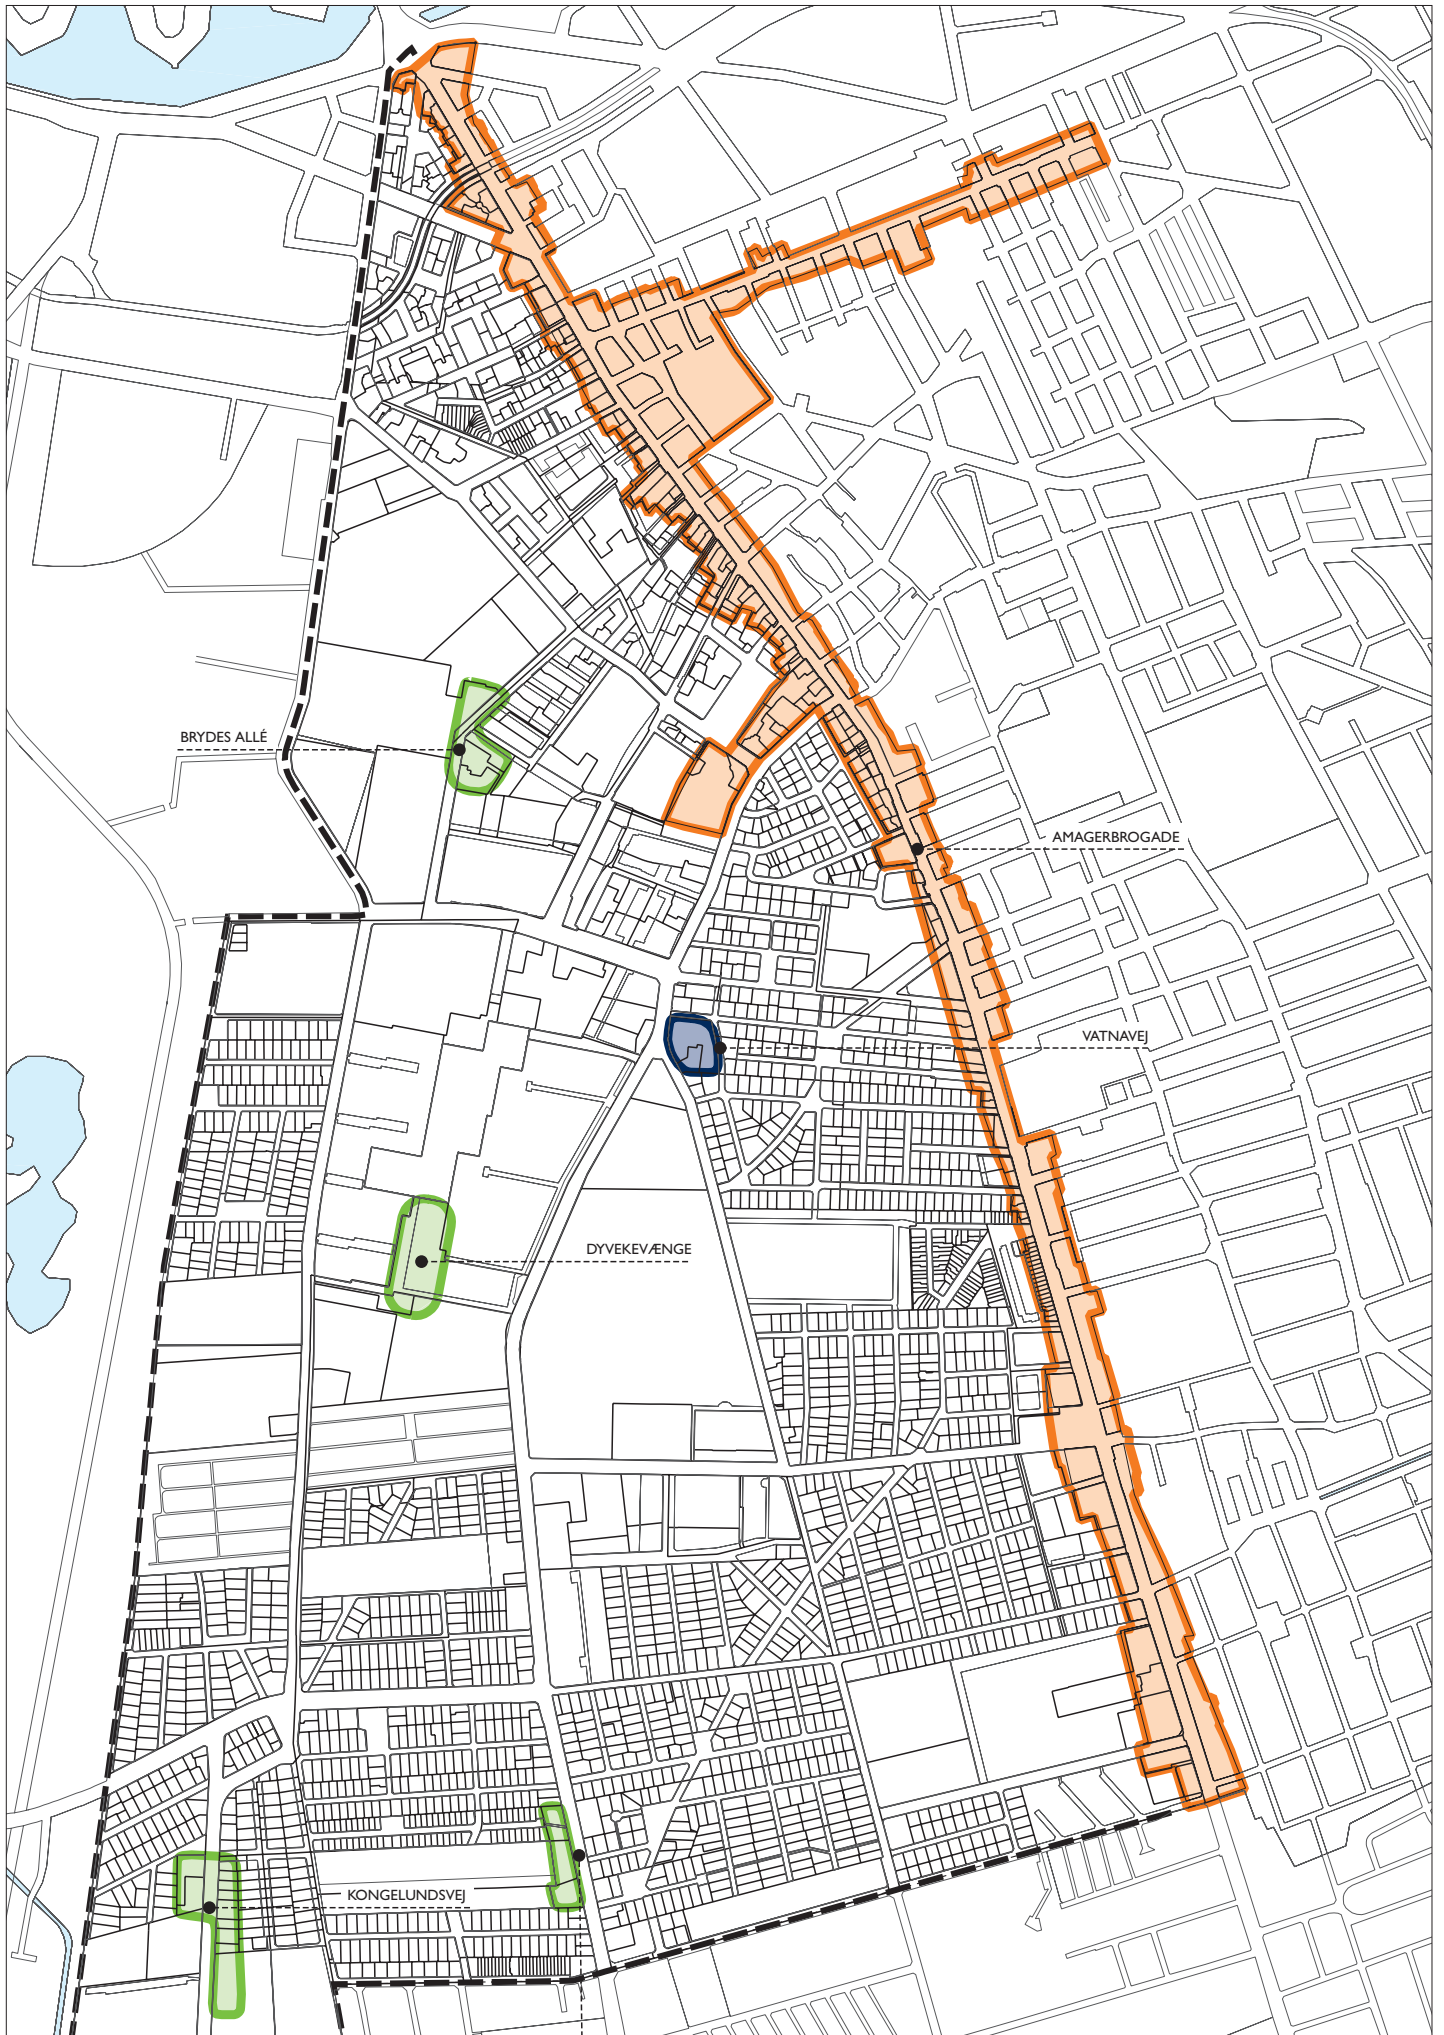 BRYDES ALLÉ
AMAGERBROGADE
VATNAVEJ
DYVEKEVÆNGE
KONGELUNDSVEJ